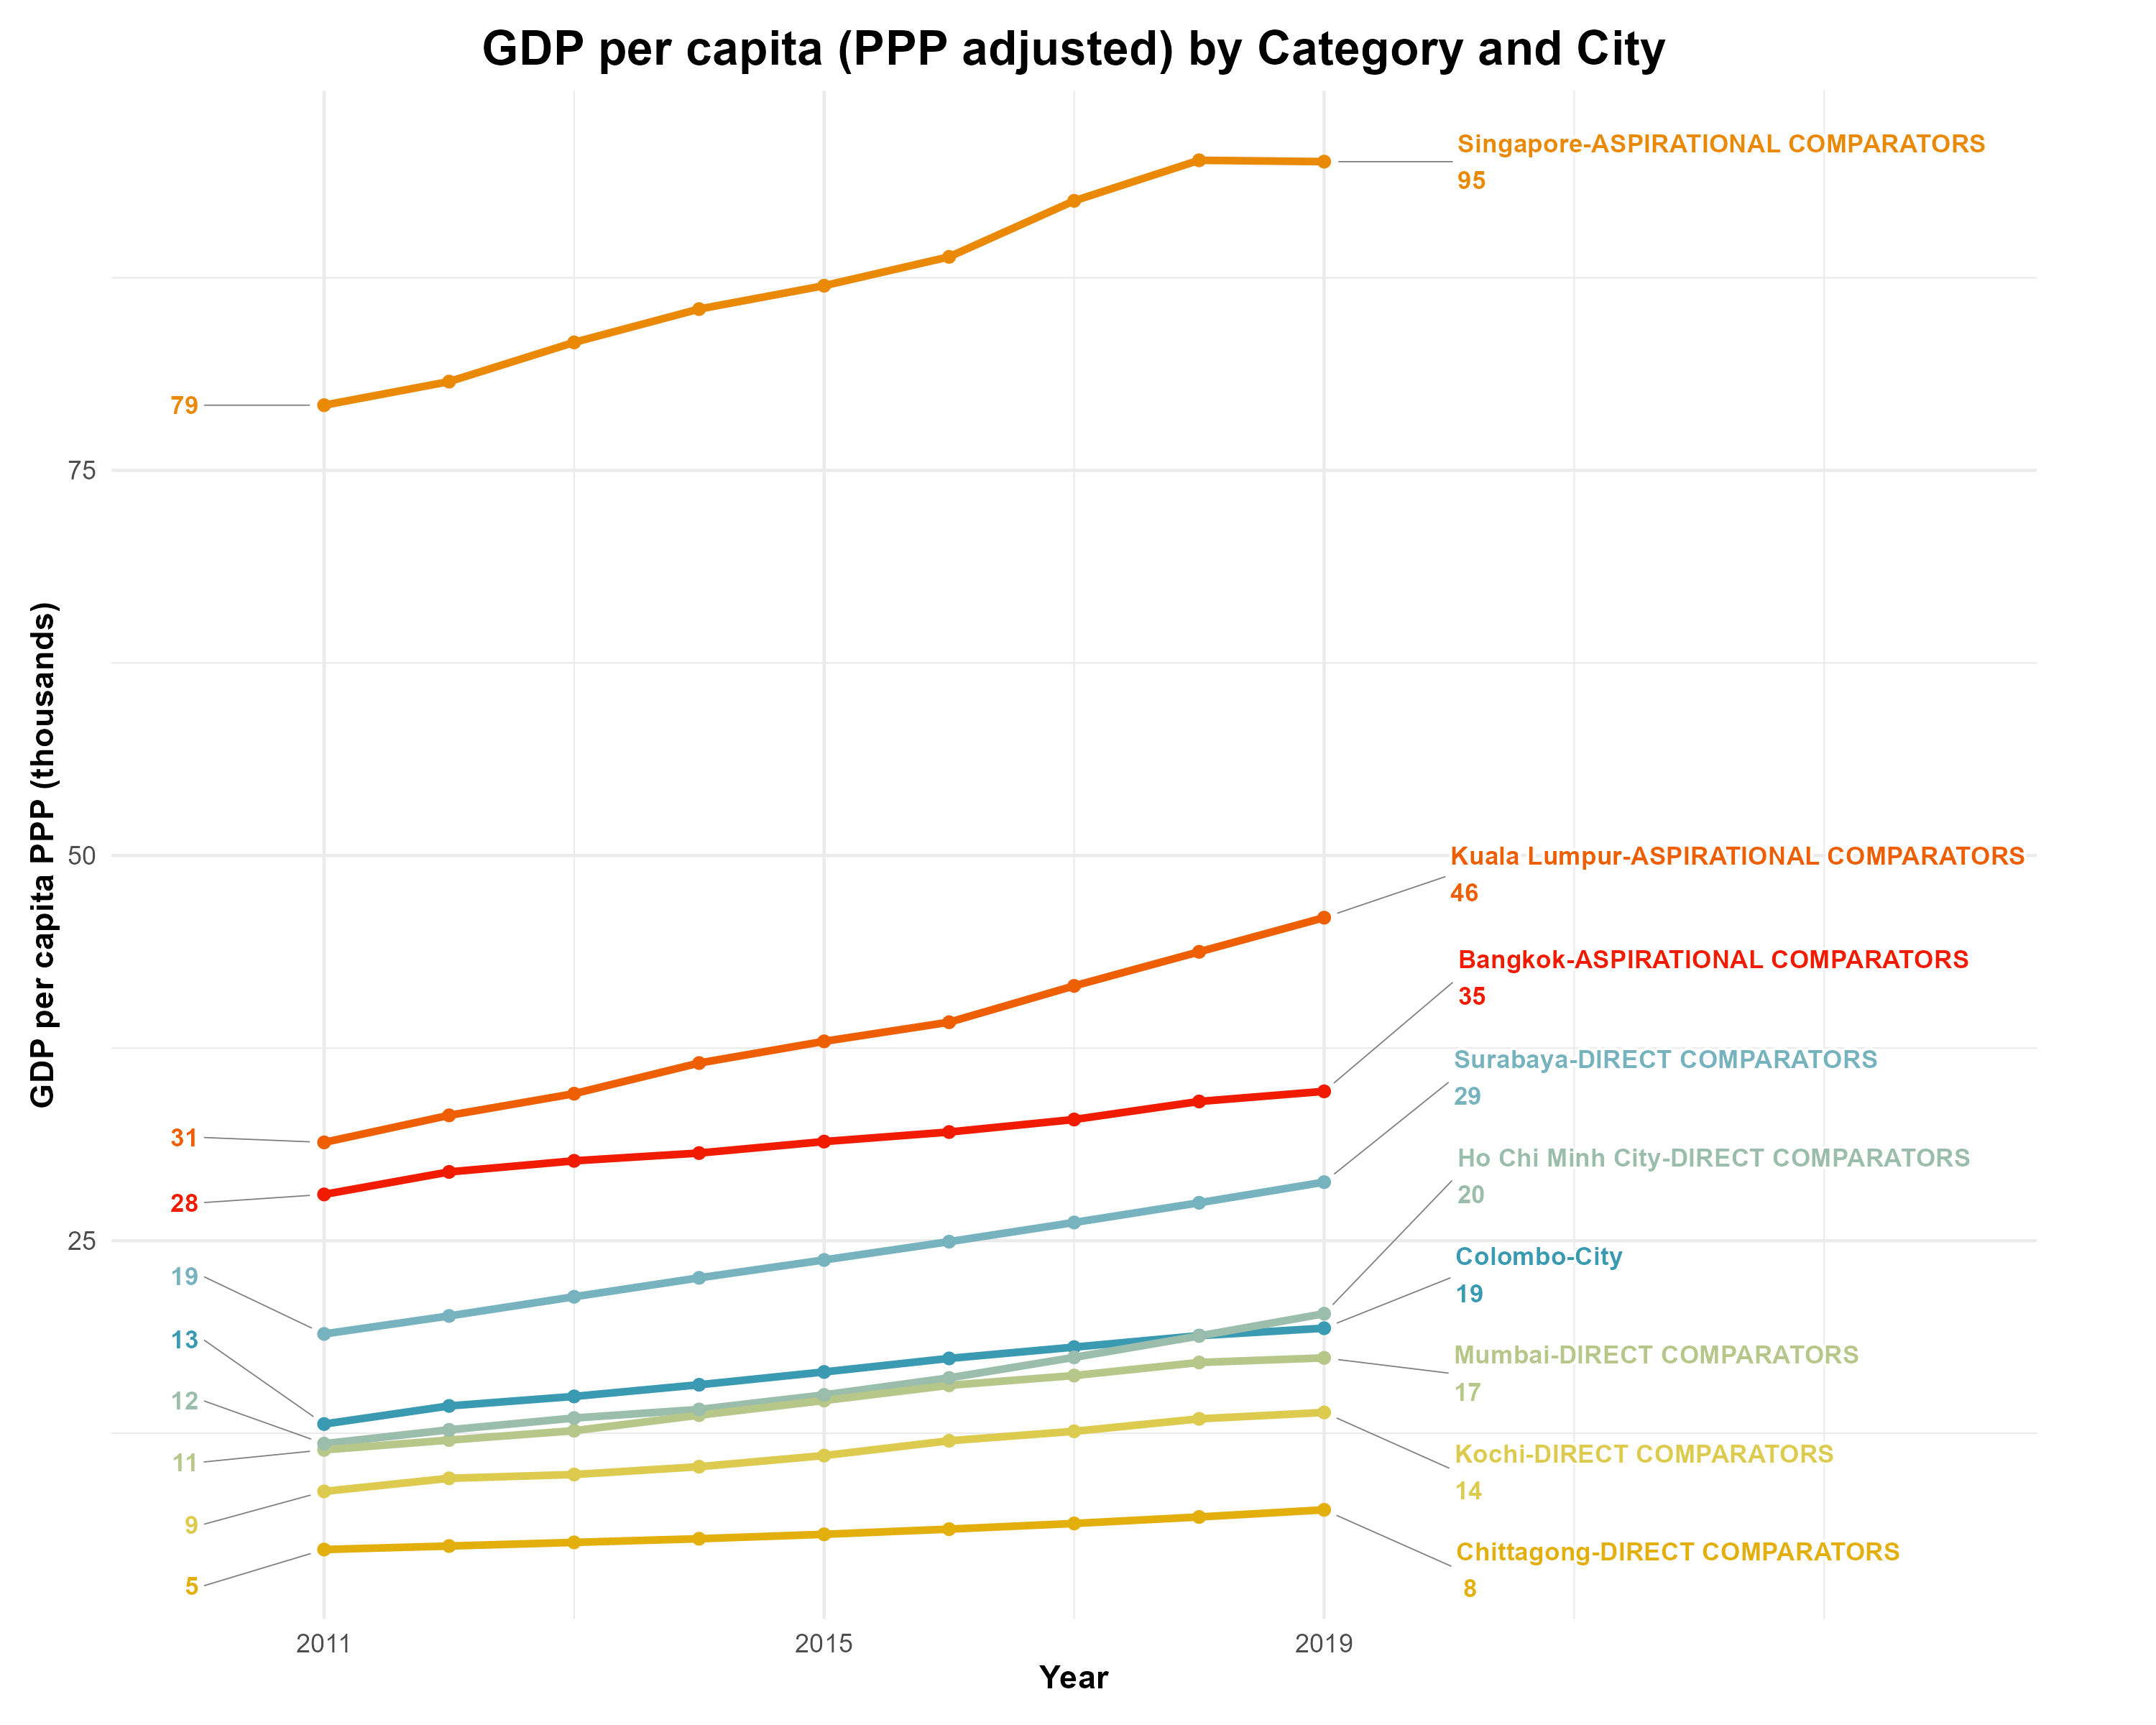 GDP per capita (PPP adjusted) by Category and City
GDP per capita PPP (thousands)
75
50
25
79
31
28
19
13
12
11
9
5
Singapore-ASPIRATIONAL COMPARATORS
95
Kuala Lumpur-ASPIRATIONAL COMPARATORS
46
Bangkok-ASPIRATIONAL COMPARATORS
35
Surabaya-DIRECT COMPARATORS
29
Ho Chi Minh City-DIRECT COMPARATORS
20
Colombo-City
19
Mumbai-DIRECT COMPARATORS
17
Kochi-DIRECT COMPARATORS
14
Chittagong-DIRECT COMPARATORS
8
2011
2015
2019
Year